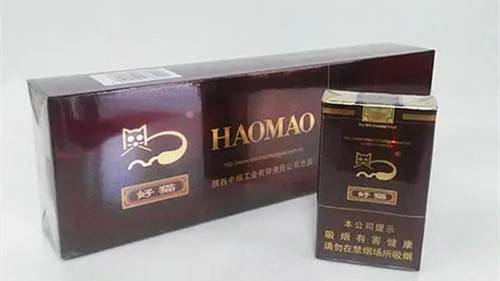 HAOMAO
陕西中烟工业有限责任公司出品
好猫
FILTER CIGARETTES
好猫
本公司提示
吸烟有害健康
请勿在禁烟场所吸烟